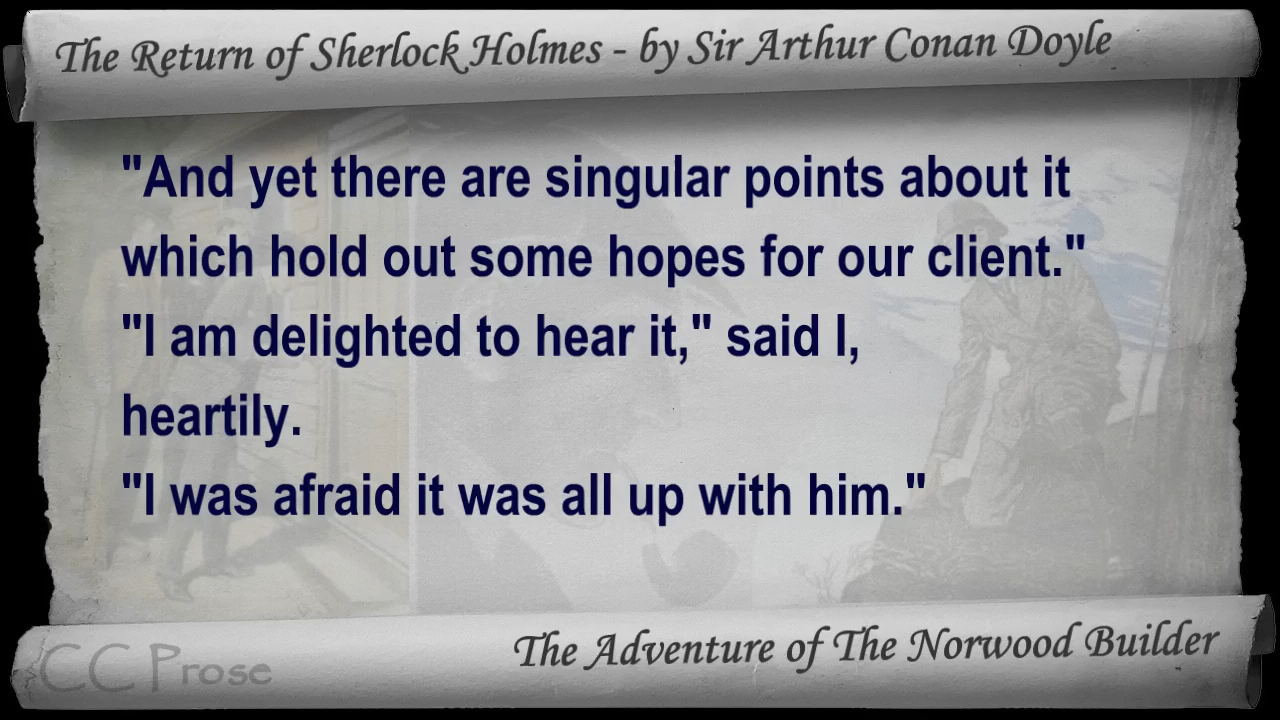 The Return of Sherlock Holmes - by Sir Arthur Conan Doyle
"And yet there are singular points about it
which hold out some hopes for our client."
"I am delighted to hear it," said I,
heartily.
"I was afraid it was all up with him."
The Adventure of The Norwood Builder
CC Prose